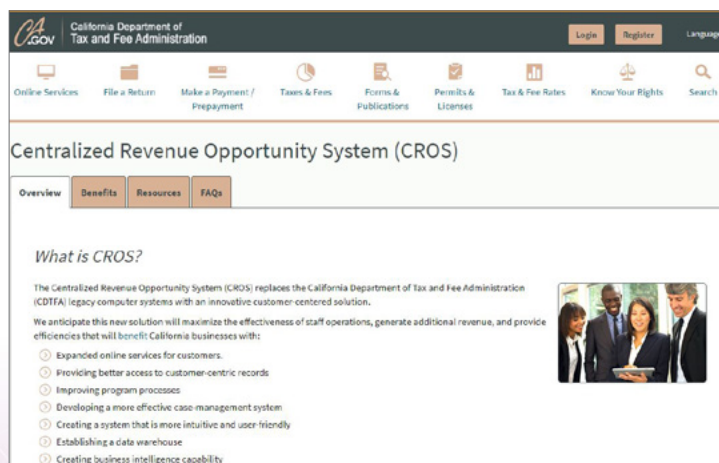 CA
.GOV
California Department of
Tax and Fee Administration
Login
Register
Language
Online Services
File a Return
Make a Payment /
Prepayment
Taxes & Fees
Forms &
Publications
Permits &
Licenses
Tax & Fee Rates
Know Your Rights
Search
Centralized Revenue Opportunity System (CROS)
Overview
Benefits
Resources
FAQs
What is CROS?
The Centralized Revenue Opportunity System (CROS) replaces the California Department of Tax and Fee Administration
(CDTFA) legacy computer systems with an innovative customer-centered solution.
We anticipate this new solution will maximize the effectiveness of staff operations, generate additional revenue, and provide
efficiencies that will benefit California businesses with:
Expanded online services for customers.
Providing better access to customer-centric records
Improving program processes
Developing a more effective case-management system
Creating a system that is more intuitive and user-friendly
Establishing a data warehouse
Creating business intelligence capability